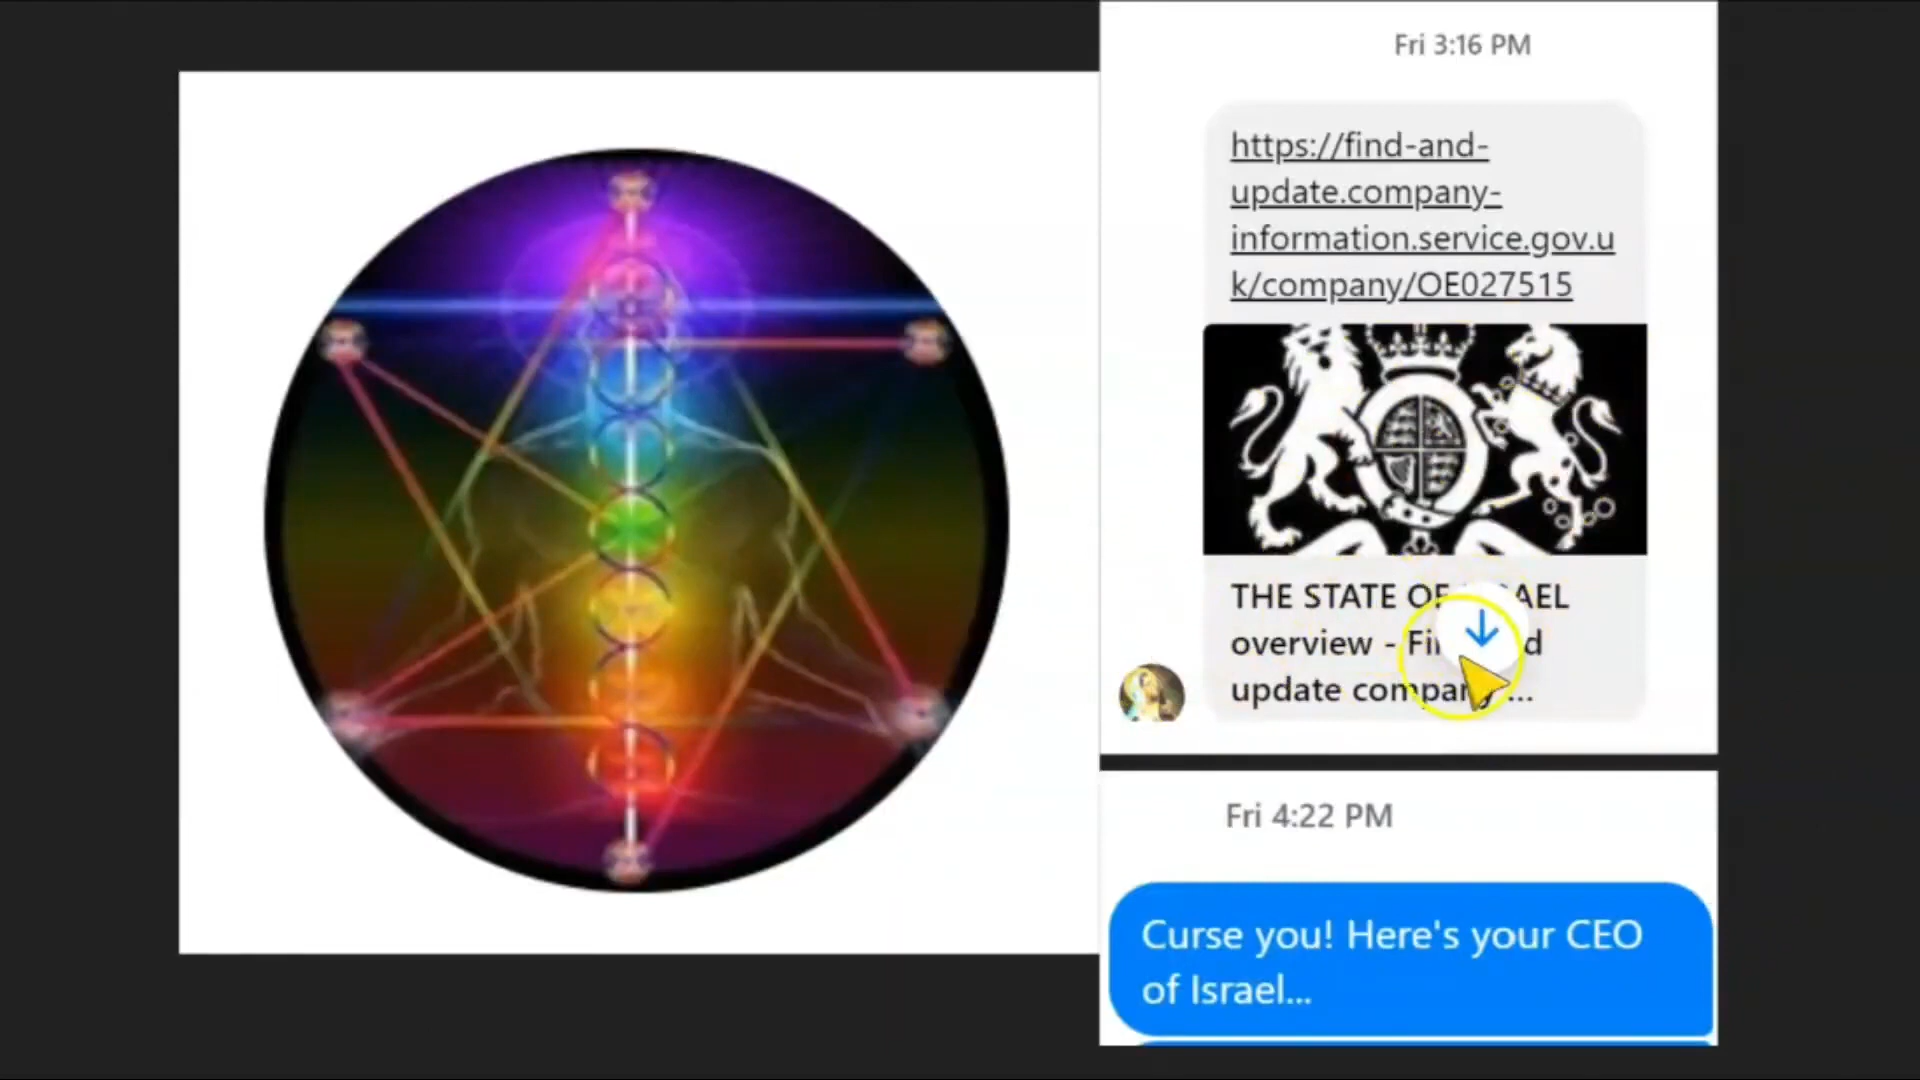 Fri 3:16 PM
https://find-and-
update.company-
information.service.gov.u
k/company/OE027515
THE STATE OF
overview -
update company ...
Fri 4:22 PM
Curse you! Here's your CEO
of Israel...